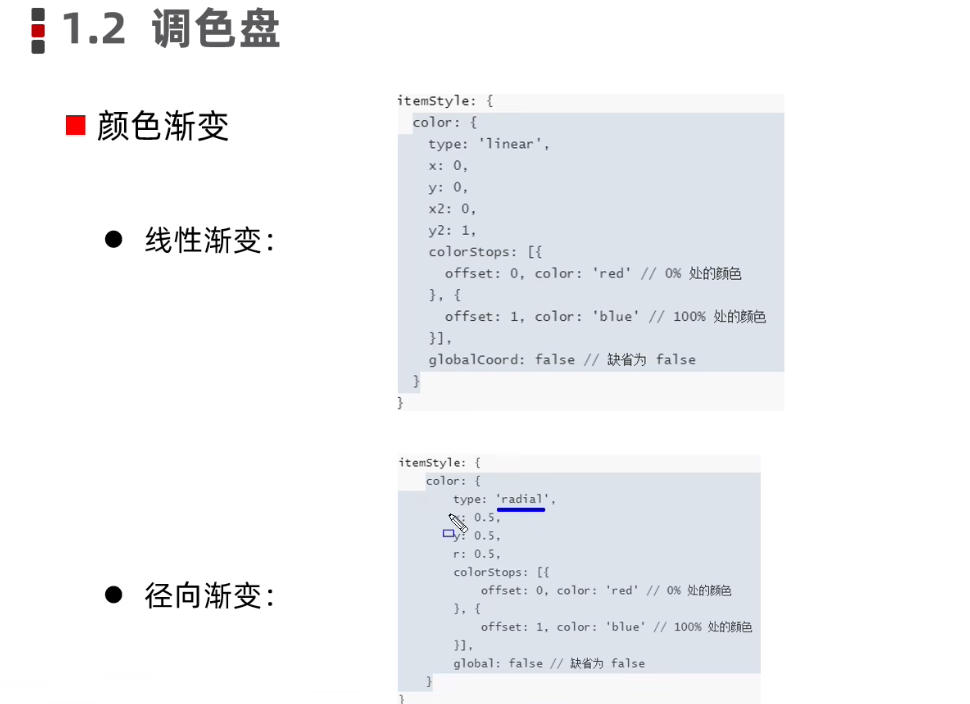 1.2 调色盘
颜色渐变
线性渐变：
itemStyle: {
color: {
type: 'linear',
x: 0,
y: 0,
x2: 0,
y2: 1,
colorStops: [{
offset: 0, color: 'red' // 0% 处的颜色
}, {
offset: 1, color: 'blue' // 100% 处的颜色
}],
globalCoord: false // 缺省为 false
}
}
径向渐变：
itemStyle: {
color: {
type: 'radial',
x: 0.5,
y: 0.5,
r: 0.5,
colorStops: [{
offset: 0, color: 'red' // 0% 处的颜色
}, {
offset: 1, color: 'blue' // 100% 处的颜色
}],
global: false // 缺省为 false
}
}